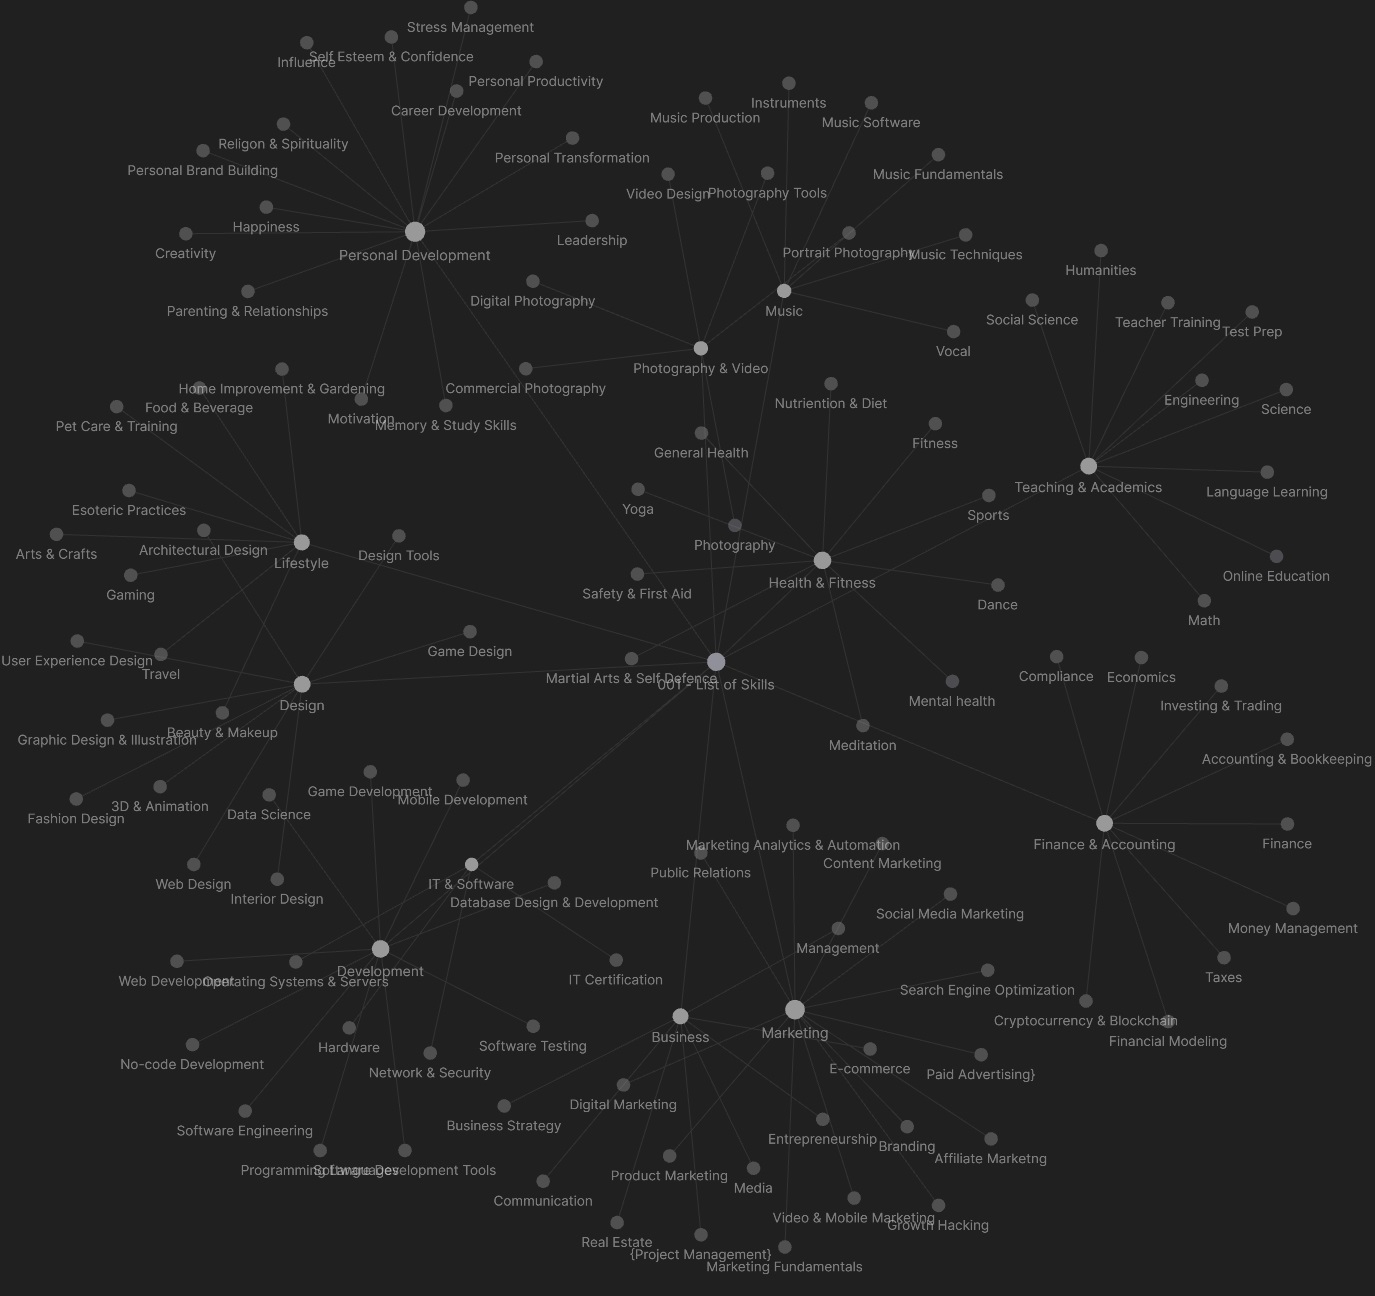 Stress Management
Self Esteem & Confidence
Influence
Personal Productivity
Instruments
Career Development
Music Production
Music Software
Religon & Spirituality
Personal Transformation
Personal Brand Building
Music Fundamentals
Video Design
Photography Tools
Happiness
Leadership
Creativity
Personal Development
Portrait Photography
Music Techniques
Humanities
Digital Photography
Parenting & Relationships
Music
Social Science
Teacher Training
Test Prep
Vocal
Photography & Video
Home Improvement & Gardening
Commercial Photography
Food & Beverage
Nutriention & Diet
Engineering
Science
Motivation
Memory & Study Skills
Pet Care & Training
General Health
Fitness
Teaching & Academics
Language Learning
Esoteric Practices
Yoga
Sports
Arts & Crafts
Architectural Design
Design Tools
Lifestyle
Photography
Gaming
Safety & First Aid
Health & Fitness
Dance
Online Education
Math
Game Design
User Experience Design
Travel
Martial Arts & Self Defence
001 - List of Skills
Mental health
Compliance
Economics
Design
Investing & Trading
Graphic Design & Illustration
Beauty & Makeup
Meditation
Accounting & Bookkeeping
Game Development
Mobile Development
3D & Animation
Data Science
Fashion Design
Marketing Analytics & Automation
Content Marketing
Finance & Accounting
Finance
Public Relations
Web Design
IT & Software
Interior Design
Database Design & Development
Social Media Marketing
Management
Money Management
Development
Web Development
Operating Systems & Servers
IT Certification
Search Engine Optimization
Taxes
Cryptocurrency & Blockchain
Business
Marketing
Financial Modeling
Hardware
Software Testing
No-code Development
Network & Security
E-commerce
Paid Advertising}
Digital Marketing
Software Engineering
Business Strategy
Entrepreneurship
Branding
Affiliate Marketng
Programming Languages
Software Development Tools
Product Marketing
Media
Communication
Video & Mobile Marketing
Growth Hacking
Real Estate
{Project Management}
Marketing Fundamentals